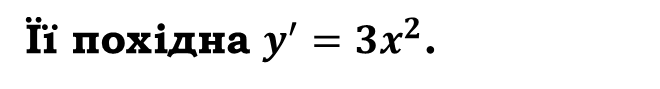 Її похідна y′ = 3x².